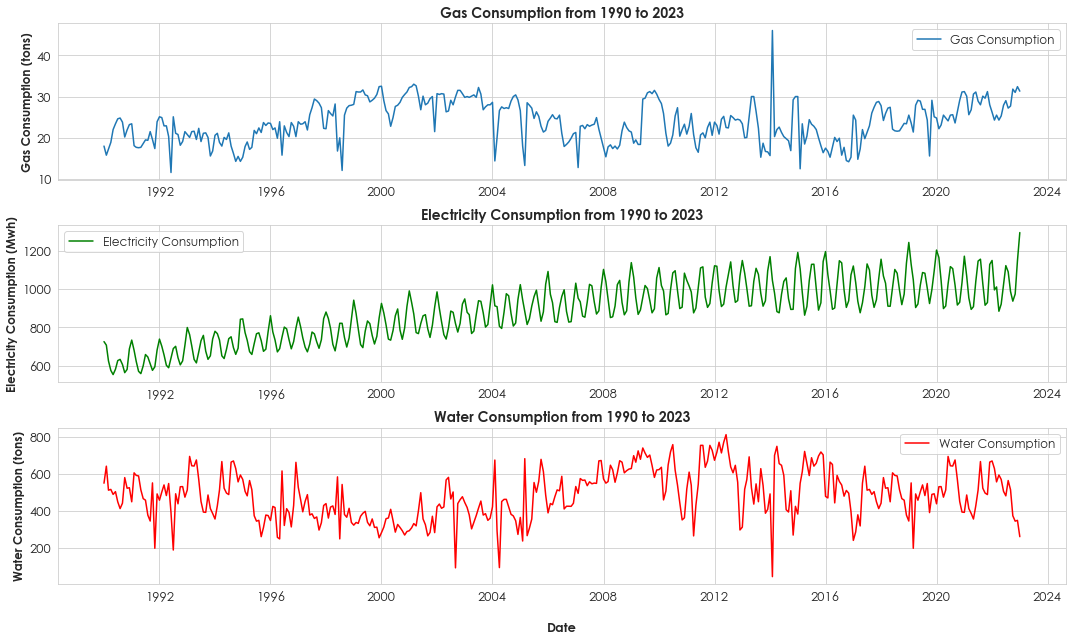 Gas Consumption from 1990 to 2023
Gas Consumption (tons)
Gas Consumption
40
30
20
10
1992 1996 2000 2004 2008 2012 2016 2020 2024
Electricity Consumption from 1990 to 2023
Electricity Consumption (Mwh)
Electricity Consumption
1200
1000
800
600
1992 1996 2000 2004 2008 2012 2016 2020 2024
Water Consumption from 1990 to 2023
Water Consumption (tons)
Water Consumption
800
600
400
200
1992 1996 2000 2004 2008 2012 2016 2020 2024
Date